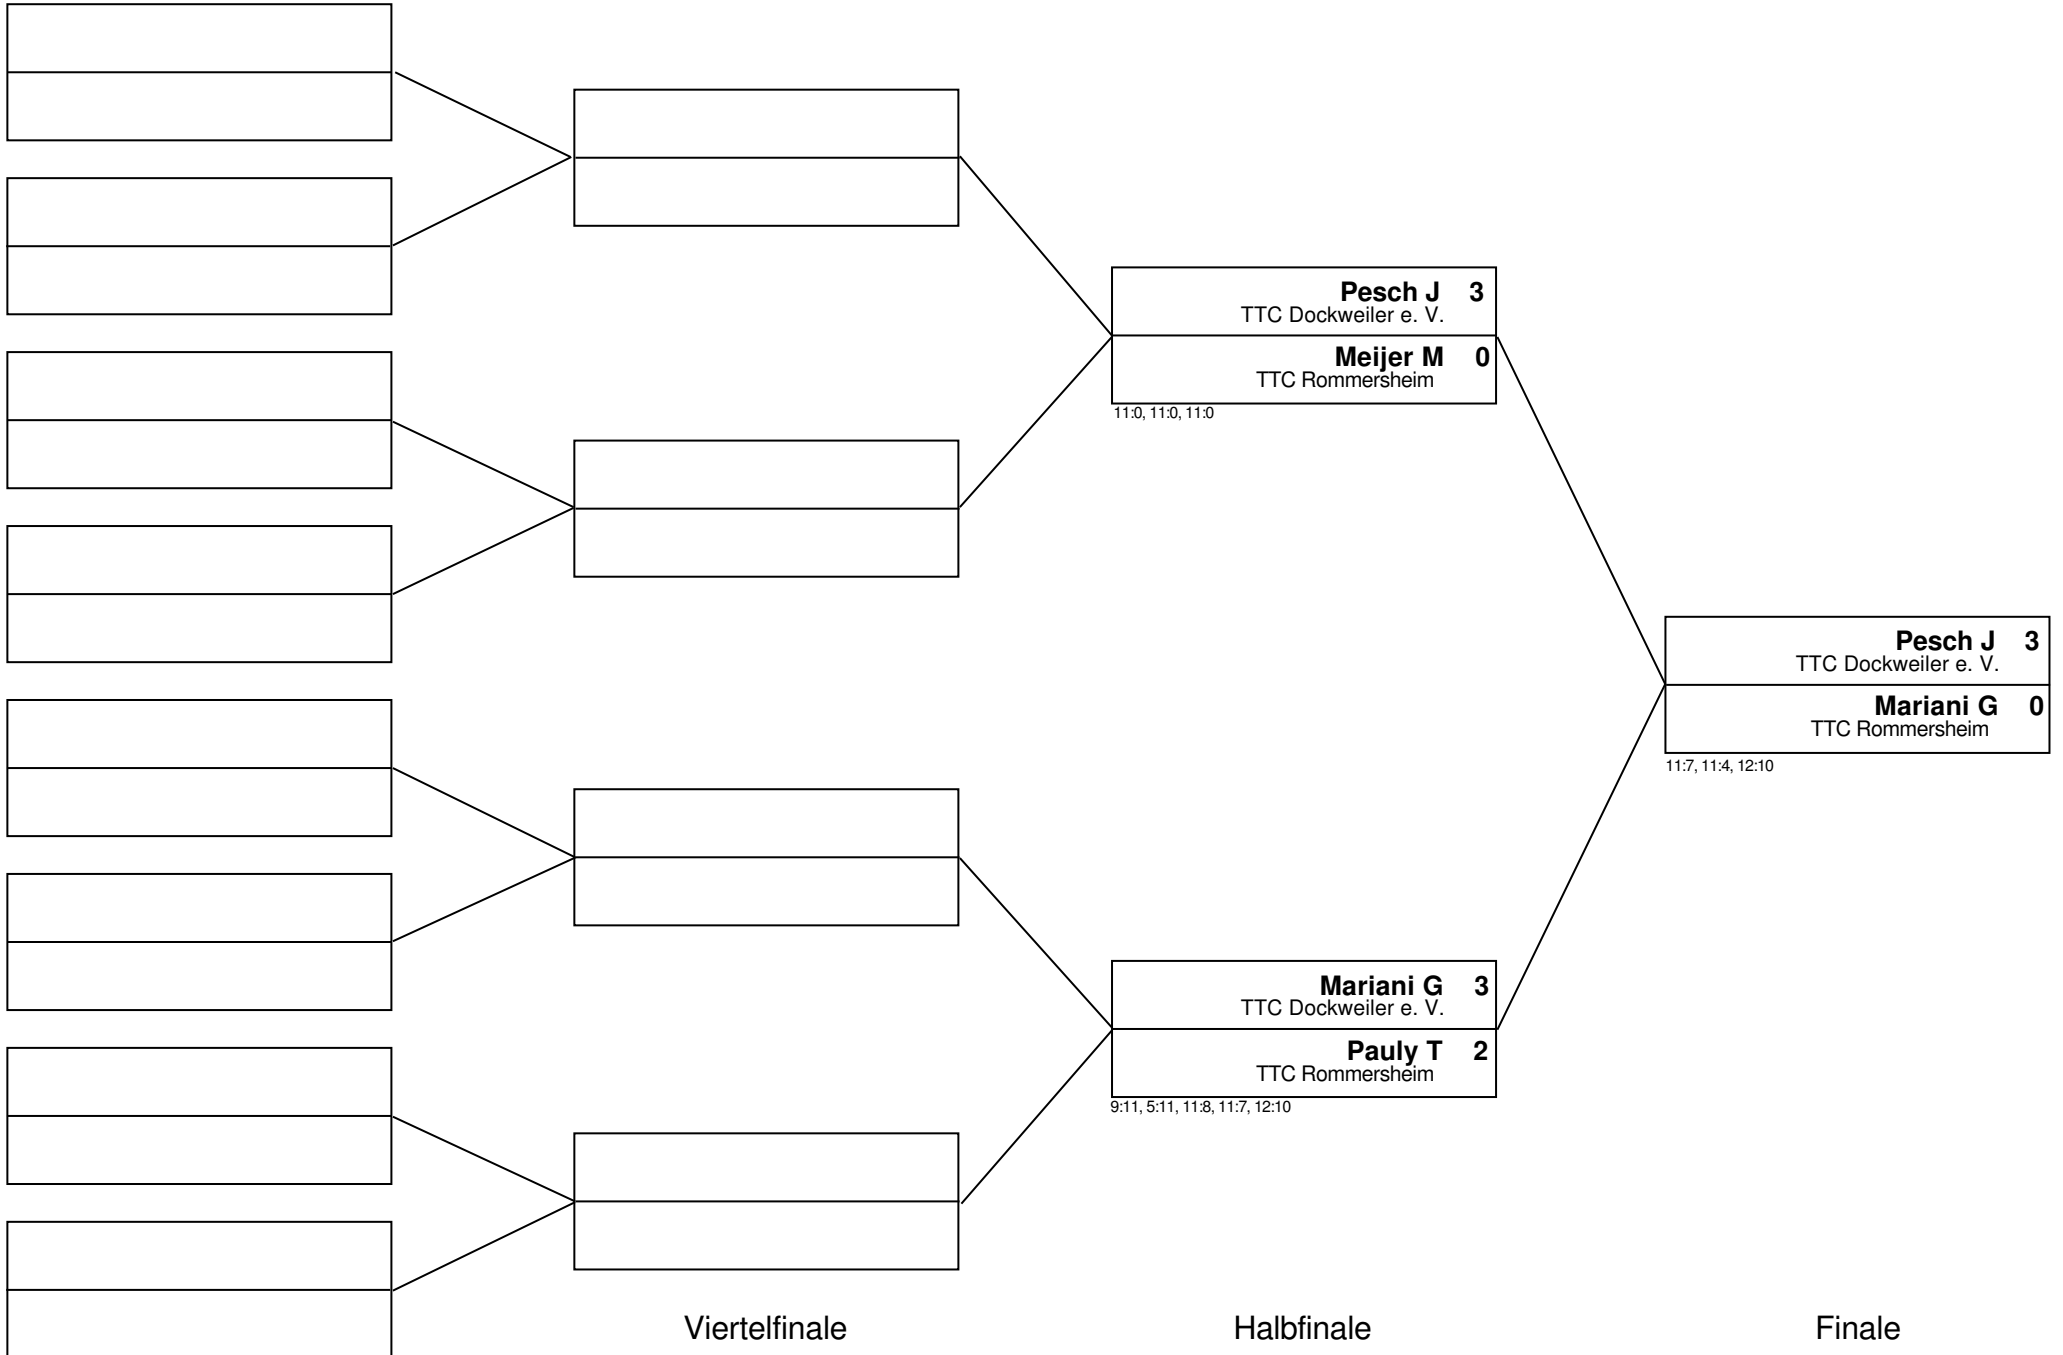 Pesch J 3
TTC Dockweiler e. V.
Meijer M 0
TTC Rommersheim
11:0, 11:0, 11:0
Pesch J 3
TTC Dockweiler e. V.
Mariani G 0
TTC Rommersheim
11:7, 11:4, 12:10
Mariani G 3
TTC Dockweiler e. V.
Pauly T 2
TTC Rommersheim
9:11, 5:11, 11:8, 11:7, 12:10
Viertelfinale Halbfinale Finale